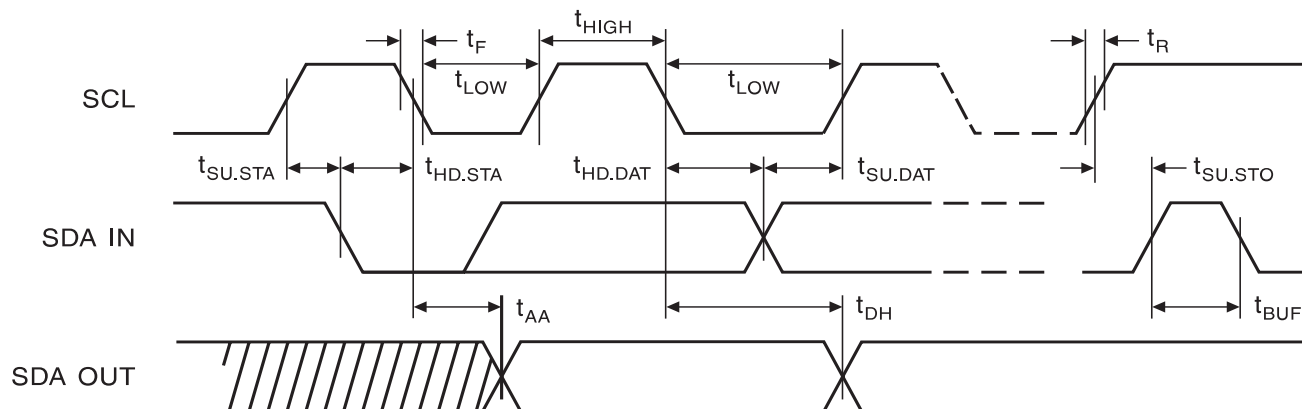 tHIGH
tF
tR
tLOW
tLOW
SCL
tSU.STA
tHD.STA
tHD.DAT
tSU.DAT
tSU.STO
SDA IN
tAA
tDH
tBUF
SDA OUT